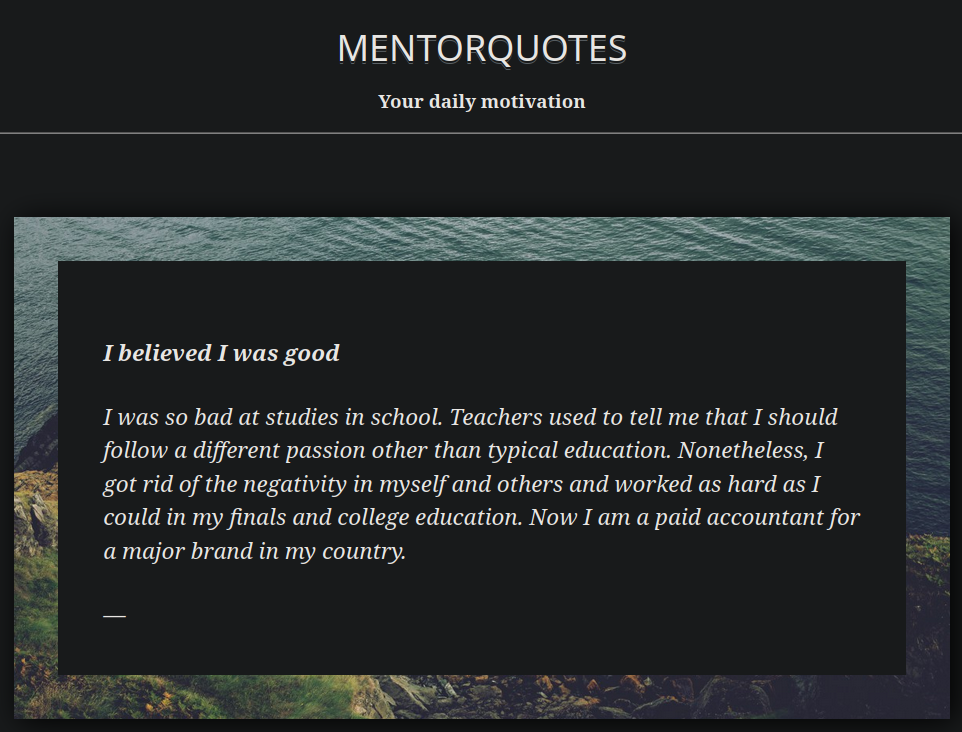 MENTORQUOTES
Your daily motivation
I believed I was good
I was so bad at studies in school. Teachers used to tell me that I should
follow a different passion other than typical education. Nonetheless, I
got rid of the negativity in myself and others and worked as hard as I
could in my finals and college education. Now I am a paid accountant for
a major brand in my country.
—